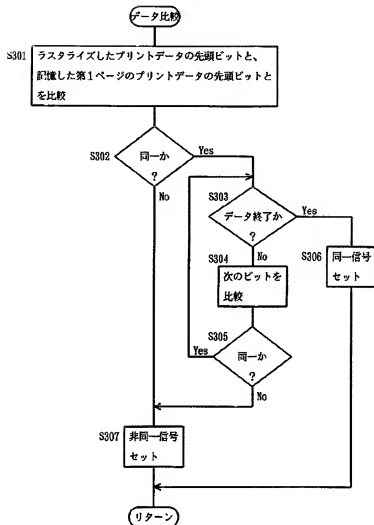 データ比較
S301
ラスタライズしたプリントデータの先頭ビットと、
記憶した第1ページのプリントデータの先頭ビットと
を比較
S302
同一か
?
Yes
No
S303
データ終了か
?
Yes
No
S304
次のビットを
比較
S306
同一信号
セット
S305
同一か
?
Yes
No
S307
非同一信号
セット
リターン